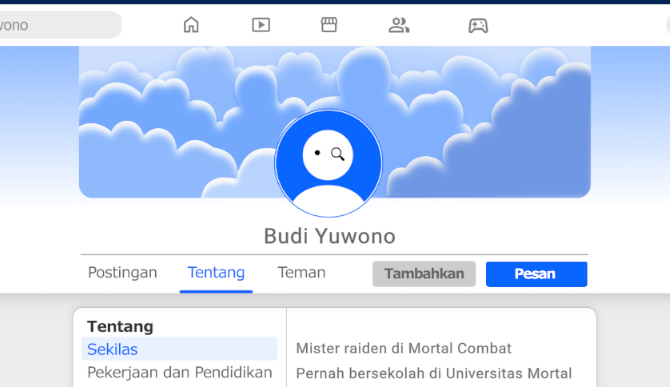 wono
Budi Yuwono
Postingan Tentang Teman Tambahkan Pesan
Tentang
Sekilas
Pekerjaan dan Pendidikan
Mister raiden di Mortal Combat
Pernah bersekolah di Universitas Mortal